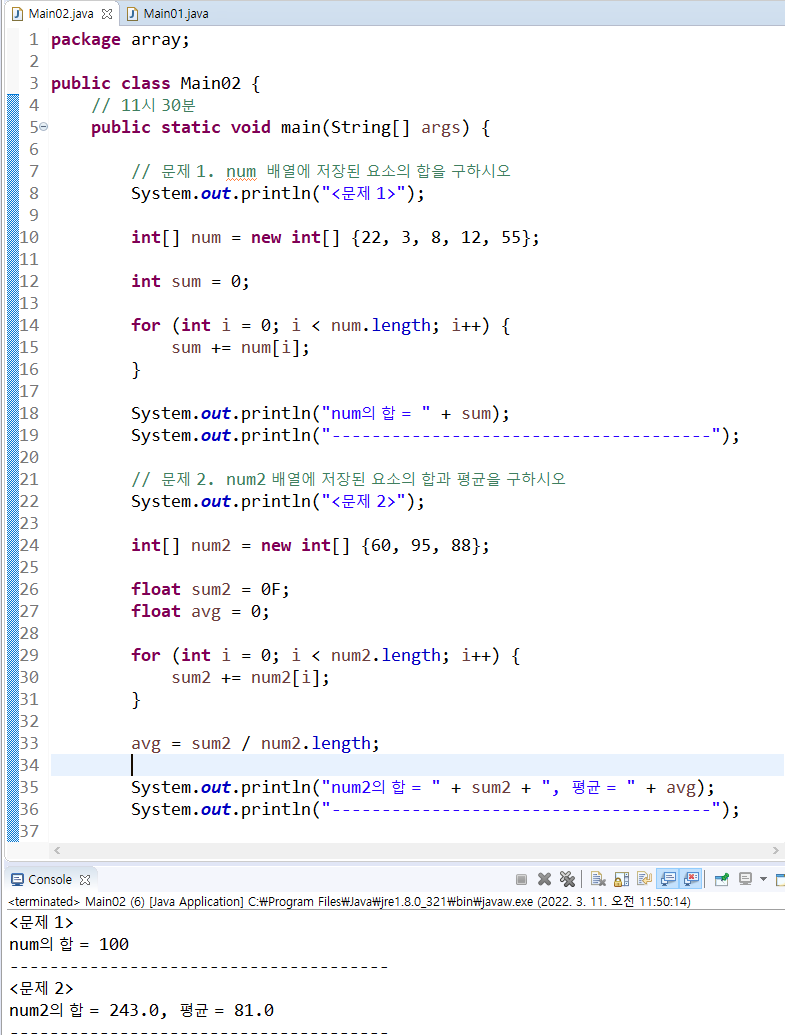 Main02.java Main01.java
1 package array;
2
3 public class Main02 {
4 // 11시 30분
5 public static void main(String[] args) {
6
7 // 문제 1. num 배열에 저장된 요소의 합을 구하시오
8 System.out.println("<문제 1>");
9
10 int[] num = new int[] {22, 3, 8, 12, 55};
11
12 int sum = 0;
13
14 for (int i = 0; i < num.length; i++) {
15 sum += num[i];
16 }
17
18 System.out.println("num의 합 = " + sum);
19 System.out.println("--------------------------------------");
20
21 // 문제 2. num2 배열에 저장된 요소의 합과 평균을 구하시오
22 System.out.println("<문제 2>");
23
24 int[] num2 = new int[] {60, 95, 88};
25
26 float sum2 = 0F;
27 float avg = 0;
28
29 for (int i = 0; i < num2.length; i++) {
30 sum2 += num2[i];
31 }
32
33 avg = sum2 / num2.length;
34
35 System.out.println("num2의 합 = " + sum2 + ", 평균 = " + avg);
36 System.out.println("--------------------------------------");
37
Console
<terminated> Main02 (6) [Java Application] C:₩Program Files₩Java₩jre1.8.0_321₩bin₩javaw.exe (2022. 3. 11. 오전 11:50:14)
<문제 1>
num의 합 = 100
--------------------------------------
<문제 2>
num2의 합 = 243.0, 평균 = 81.0
--------------------------------------